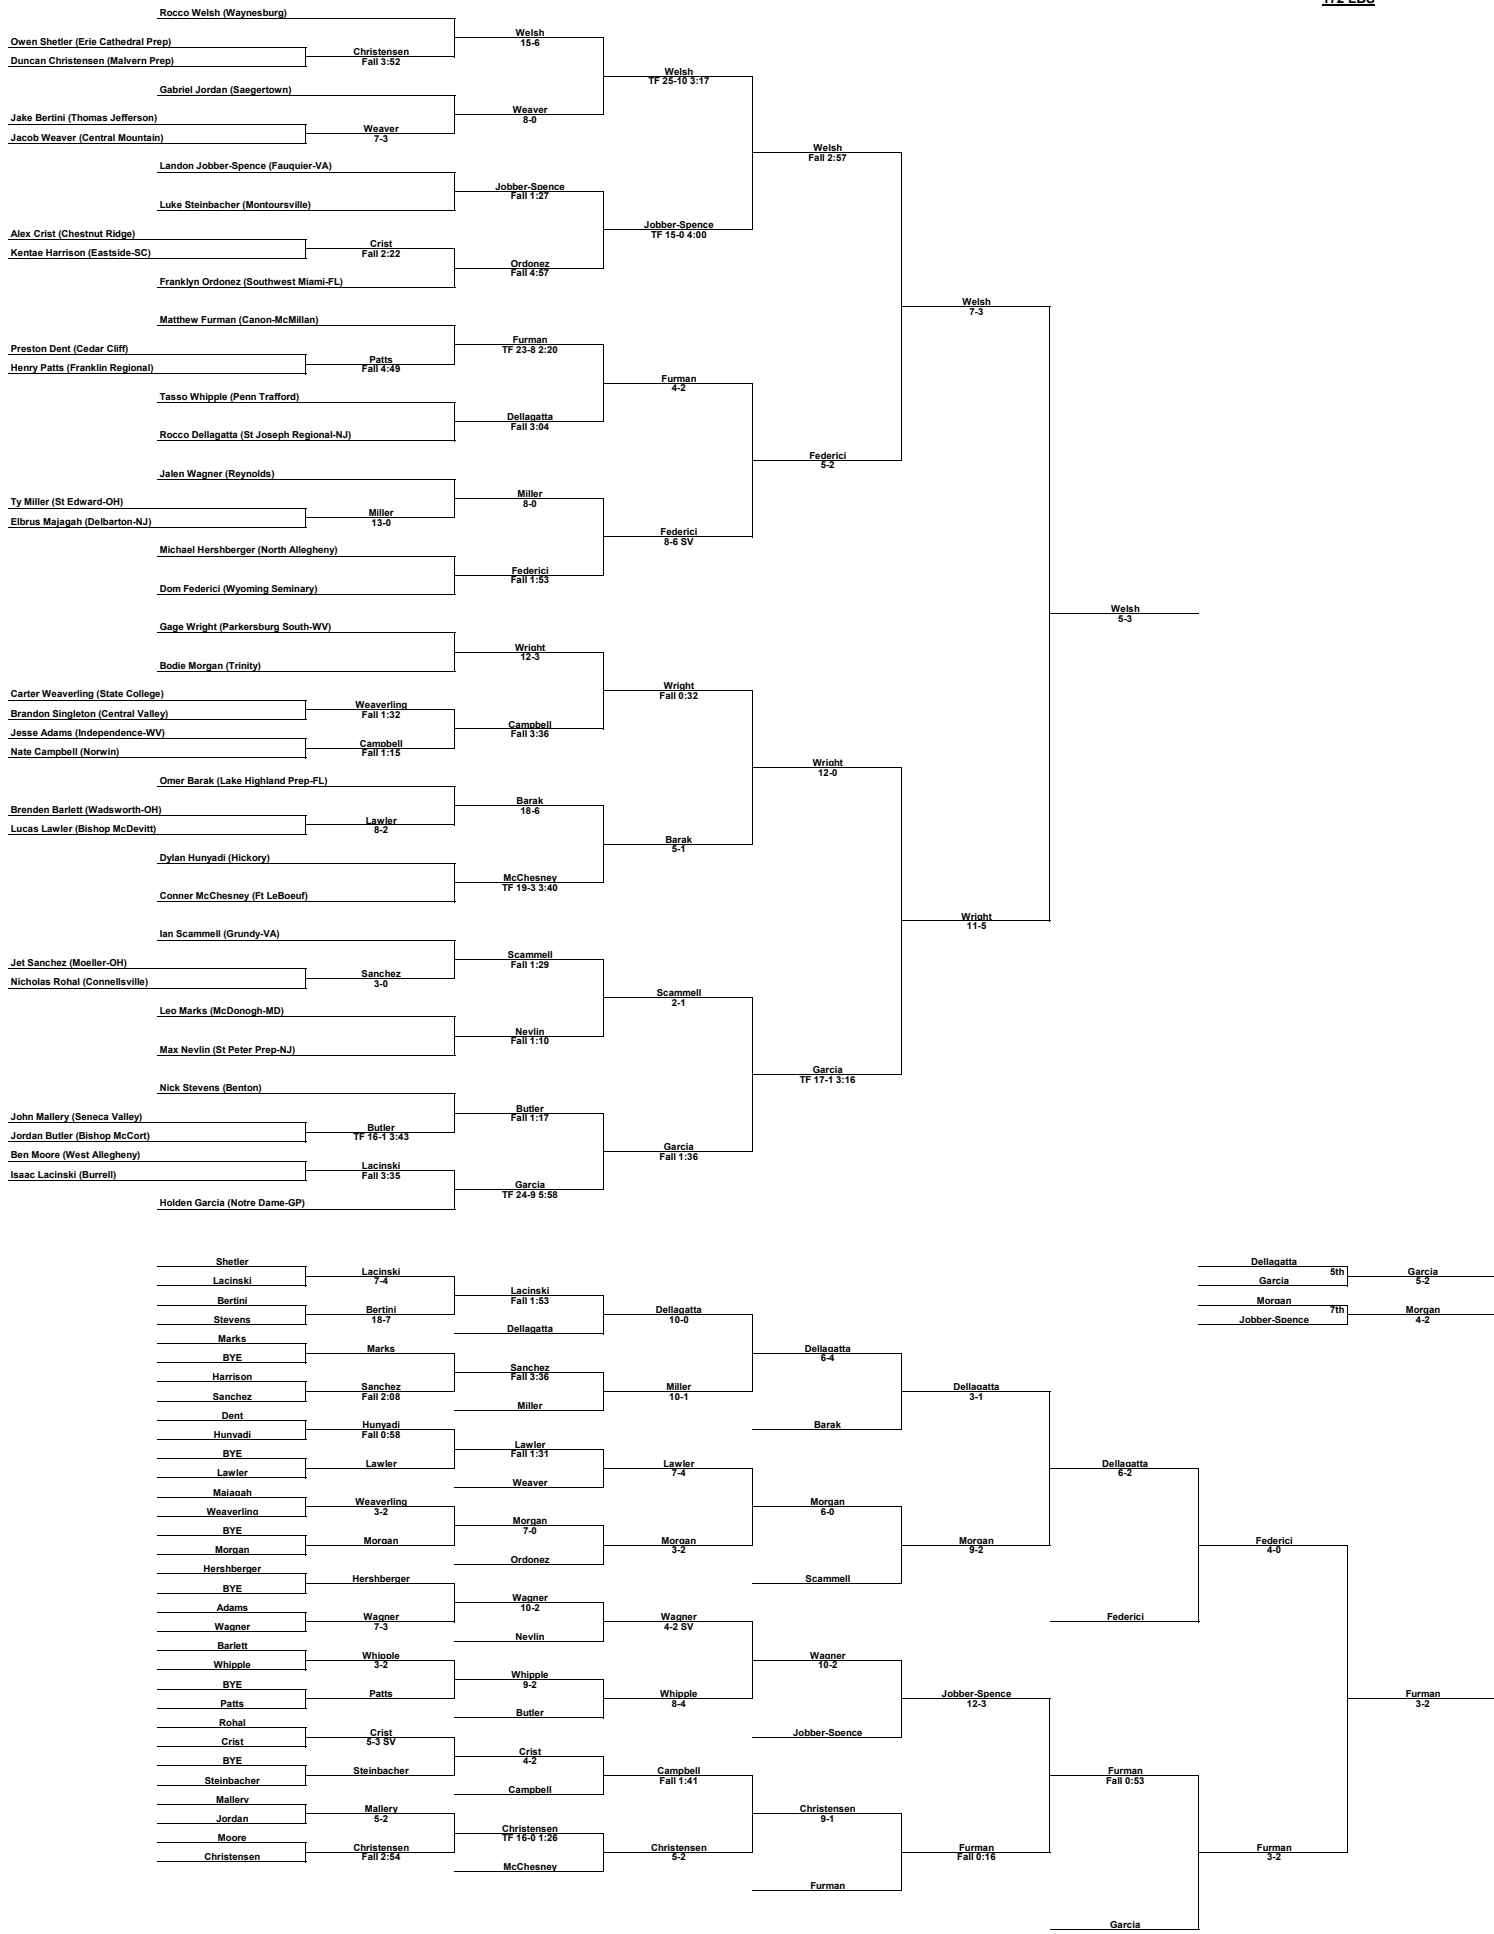 172 LBS
Rocco Welsh (Waynesburg)
Welsh
15-6
Owen Shetler (Erie Cathedral Prep)
Christensen
Fall 3:52
Duncan Christensen (Malvern Prep)
Welsh
TF 25-10 3:17
Gabriel Jordan (Saegertown)
Weaver
8-0
Jake Bertini (Thomas Jefferson)
Weaver
7-3
Jacob Weaver (Central Mountain)
Welsh
Fall 2:57
Landon Jobber-Spence (Fauquier-VA)
Jobber-Spence
Fall 1:27
Luke Steinbacher (Montoursville)
Jobber-Spence
TF 15-0 4:00
Alex Crist (Chestnut Ridge)
Crist
Fall 2:22
Kentae Harrison (Eastside-SC)
Ordonez
Fall 4:57
Franklyn Ordonez (Southwest Miami-FL)
Welsh
7-3
Matthew Furman (Canon-McMillan)
Furman
TF 23-8 2:20
Preston Dent (Cedar Cliff)
Patts
Fall 4:49
Henry Patts (Franklin Regional)
Furman
4-2
Tasso Whipple (Penn Trafford)
Dellagatta
Fall 3:04
Rocco Dellagatta (St Joseph Regional-NJ)
Federici
5-2
Jalen Wagner (Reynolds)
Miller
8-0
Ty Miller (St Edward-OH)
Miller
13-0
Elbrus Majagah (Delbarton-NJ)
Federici
8-6 SV
Michael Hershberger (North Allegheny)
Federici
Fall 1:53
Dom Federici (Wyoming Seminary)
Welsh
5-3
Gage Wright (Parkersburg South-WV)
Wright
12-3
Bodie Morgan (Trinity)
Wright
Fall 0:32
Carter Weaverling (State College)
Weaverling
Fall 1:32
Brandon Singleton (Central Valley)
Campbell
Fall 3:36
Jesse Adams (Independence-WV)
Campbell
Fall 1:15
Nate Campbell (Norwin)
Wright
12-0
Omer Barak (Lake Highland Prep-FL)
Barak
18-6
Brenden Barlett (Wadsworth-OH)
Lawler
8-2
Lucas Lawler (Bishop McDevitt)
Barak
5-1
Dylan Hunyadi (Hickory)
McChesney
TF 19-3 3:40
Conner McChesney (Ft LeBoeuf)
Wright
11-5
Ian Scammell (Grundy-VA)
Scammell
Fall 1:29
Jet Sanchez (Moeller-OH)
Sanchez
3-0
Nicholas Rohal (Connellsville)
Scammell
2-1
Leo Marks (McDonogh-MD)
Nevlin
Fall 1:10
Max Nevlin (St Peter Prep-NJ)
Garcia
TF 17-1 3:16
Nick Stevens (Benton)
Butler
Fall 1:17
John Mallery (Seneca Valley)
Butler
TF 16-1 3:43
Jordan Butler (Bishop McCort)
Garcia
Fall 1:36
Ben Moore (West Allegheny)
Lacinski
Fall 3:35
Isaac Lacinski (Burrell)
Garcia
TF 24-9 5:58
Holden Garcia (Notre Dame-GP)
Shetler
Lacinski
7-4
Lacinski
Lacinski
Fall 1:53
Bertini
Bertini
18-7
Stevens
Dellagatta
Dellagatta
10-0
Marks
Marks
BYE
Sanchez
Fall 3:36
Dellagatta
6-4
Harrison
Sanchez
Fall 2:08
Sanchez
Miller
Miller
10-1
Dellagatta
3-1
Dent
Hunyadi
Fall 0:58
Hunyadi
Barak
Lawler
Fall 1:31
BYE
Lawler
Lawler
Weaver
Lawler
7-4
Dellagatta
6-2
Majagah
Weaverling
3-2
Weaverling
Morgan
7-0
Morgan
6-0
BYE
Morgan
Morgan
Ordonez
Morgan
3-2
Morgan
9-2
Federici
4-0
Hershberger
Hershberger
BYE
Scammell
Wagner
10-2
Adams
Wagner
7-3
Wagner
Nevlin
Wagner
4-2 SV
Federici
Barlett
Whipple
3-2
Whipple
Whipple
9-2
Wagner
10-2
BYE
Patts
Patts
Butler
Whipple
8-4
Jobber-Spence
12-3
Furman
3-2
Rohal
Crist
5-3 SV
Crist
Jobber-Spence
Crist
4-2
BYE
Steinbacher
Steinbacher
Campbell
Campbell
Fall 1:41
Furman
Fall 0:53
Mallery
Mallery
5-2
Jordan
Christensen
TF 16-0 1:26
Christensen
9-1
Moore
Christensen
Fall 2:54
Christensen
McChesney
Christensen
5-2
Furman
Fall 0:16
Furman
3-2
Furman
Garcia
Dellagatta
5th
Garcia
5-2
Garcia
Morgan
7th
Morgan
4-2
Jobber-Spence